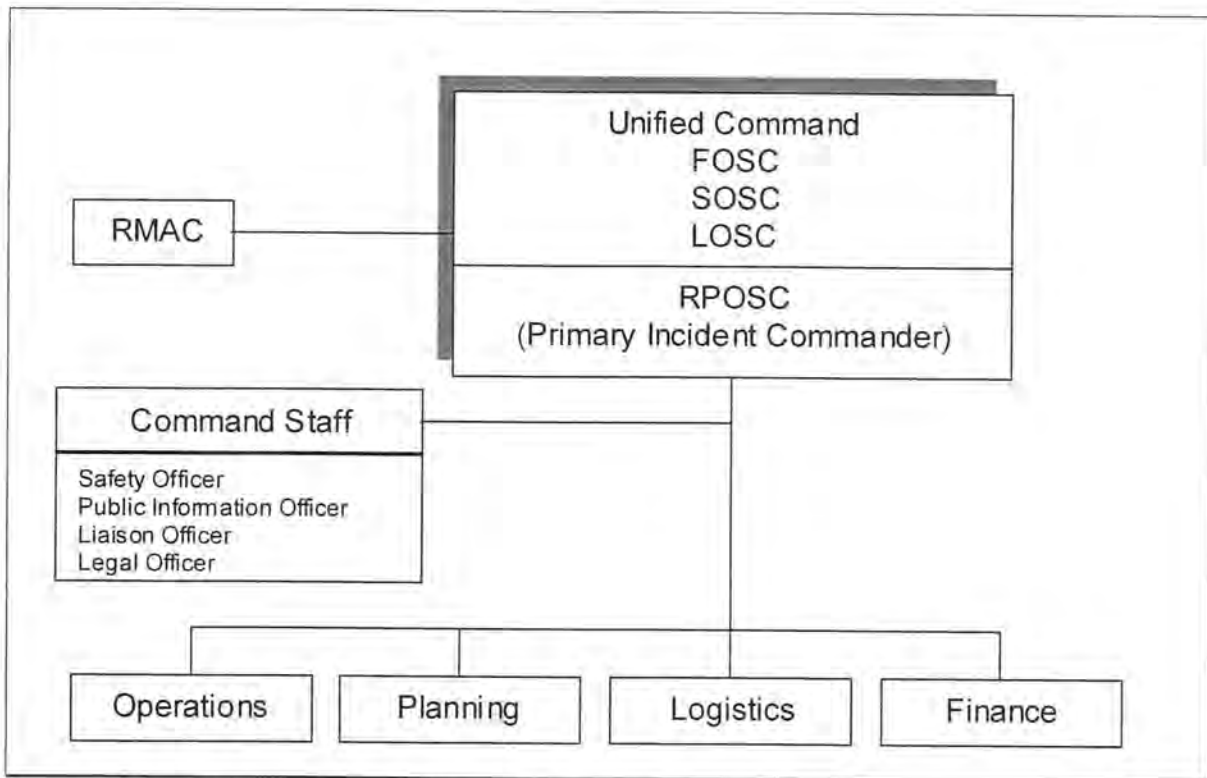 Unified Command
FOSC
SOSC
LOSC
RMAC
RPOSC
(Primary Incident Commander)
Command Staff
Safety Officer
Public Information Officer
Liaison Officer
Legal Officer
Operations
Planning
Logistics
Finance